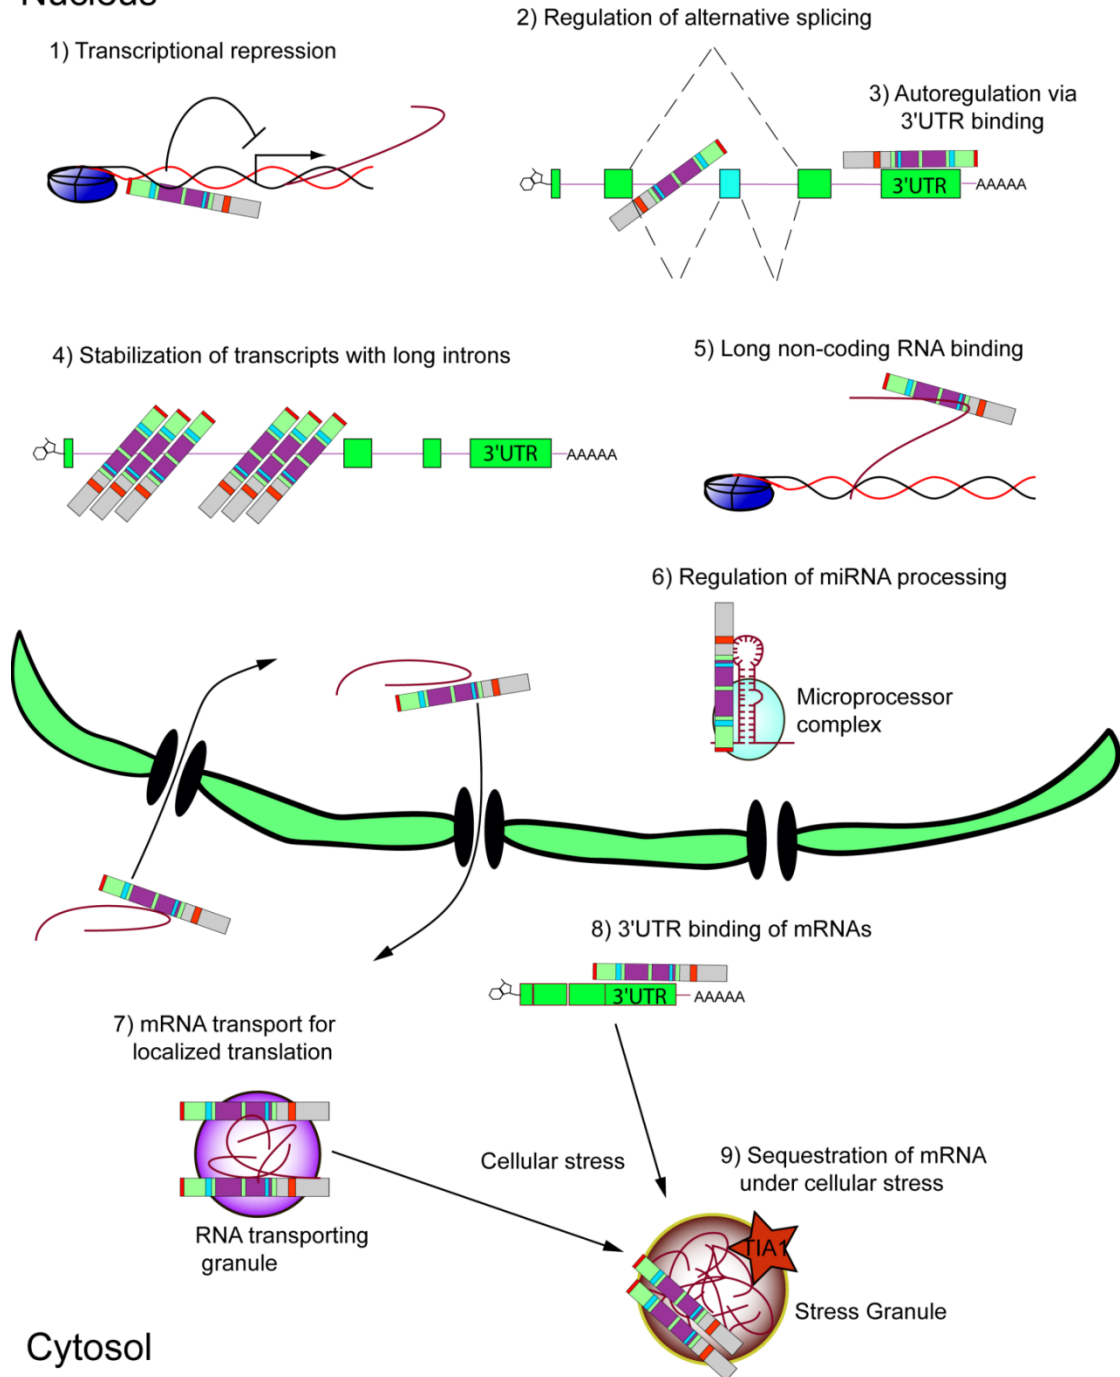 Nucleus
2) Regulation of alternative splicing
1) Transcriptional repression
3) Autoregulation via
3'UTR binding
3'UTR
AAAAA
4) Stabilization of transcripts with long introns
5) Long non-coding RNA binding
3'UTR
AAAAA
6) Regulation of miRNA processing
Microprocessor
complex
8) 3'UTR binding of mRNAs
3'UTR
AAAAA
7) mRNA transport for
localized translation
Cellular stress
9) Sequestration of mRNA
under cellular stress
RNA transporting
granule
TIA1
Stress Granule
Cytosol